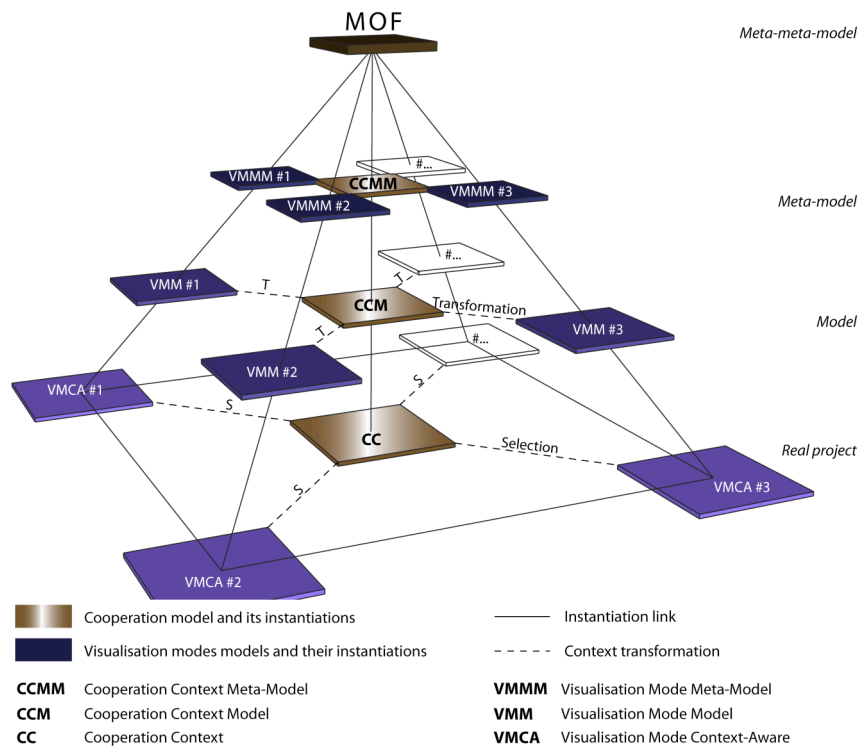 MOF
Meta-meta-model
#...
VMMM #1
CCMM
VMMM #3
VMMM #2
Meta-model
#...
T
VMM #1
T
CCM
Transformation
Model
T
VMM #3
#...
VMM #2
VMCA #1
S
S
CC
Selection
Real project
VMCA #3
S
VMCA #2
Cooperation model and its instantiations
Instantiation link
Visualisation modes models and their instantiations
Context transformation
CCMM Cooperation Context Meta-Model
VMMM Visualisation Mode Meta-Model
CCM Cooperation Context Model
VMM Visualisation Mode Model
CC Cooperation Context
VMCA Visualisation Mode Context-Aware